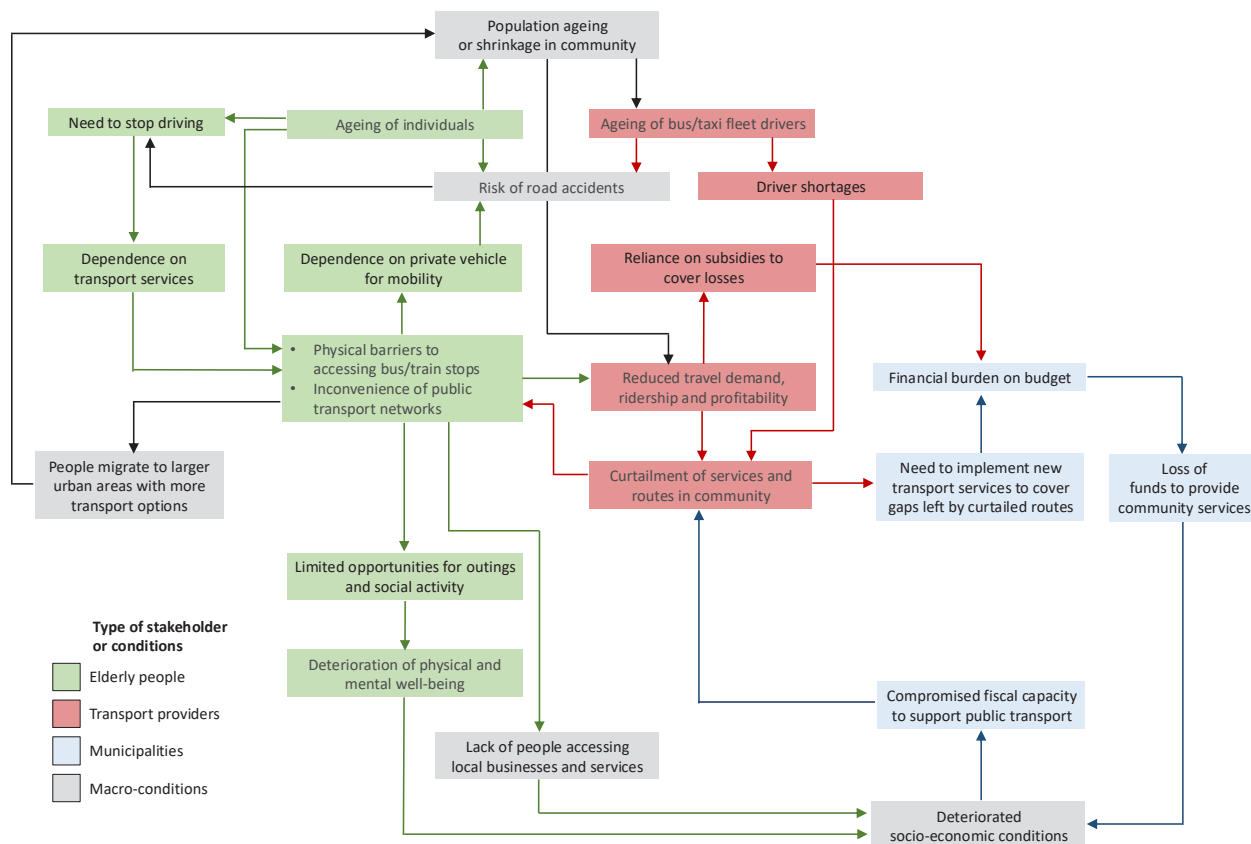 Population ageing
or shrinkage in community
Need to stop driving
Ageing of individuals
Ageing of bus/taxi fleet drivers
Risk of road accidents
Driver shortages
Dependence on
transport services
Dependence on private vehicle
for mobility
Reliance on subsidies to
cover losses
• Physical barriers to
accessing bus/train stops
• Inconvenience of public
transport networks
Reduced travel demand,
ridership and profitability
Financial burden on budget
People migrate to larger
urban areas with more
transport options
Curtailment of services and
routes in community
Need to implement new
transport services to cover
gaps left by curtailed routes
Loss of
funds to provide
community services
Limited opportunities for outings
and social activity
Type of stakeholder
or conditions
Elderly people
Transport providers
Municipalities
Macro-conditions
Deterioration of physical and
mental well-being
Compromised fiscal capacity
to support public transport
Lack of people accessing
local businesses and services
Deteriorated
socio-economic conditions